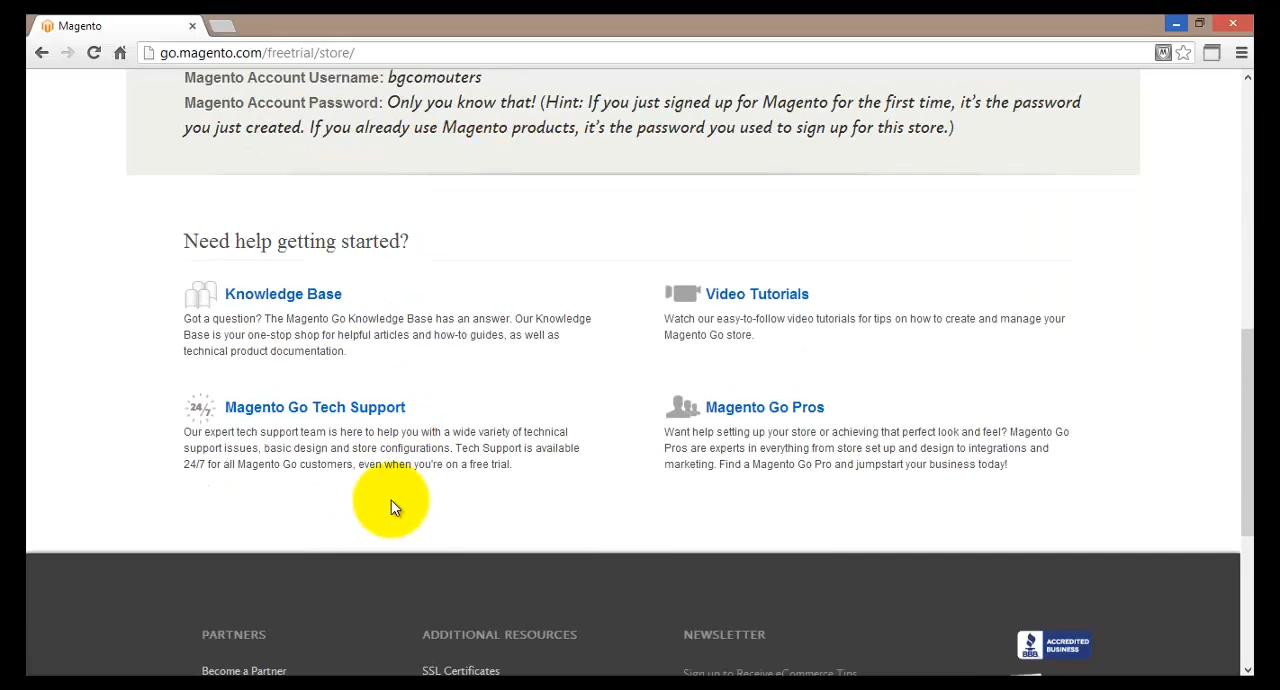 Magento
go.magento.com/freetrial/store/
Magento Account Username: bgcomouters
Magento Account Password: Only you know that! (Hint: If you just signed up for Magento for the first time, it's the password
you just created. If you already use Magento products, it's the password you used to sign up for this store.)
Need help getting started?
Knowledge Base
Got a question? The Magento Go Knowledge Base has an answer. Our Knowledge
Base is your one-stop shop for helpful articles and how-to guides, as well as
technical product documentation.
Video Tutorials
Watch our easy-to-follow video tutorials for tips on how to create and manage your
Magento Go store.
24/7
Magento Go Tech Support
Our expert tech support team is here to help you with a wide variety of technical
support issues, basic design and store configurations. Tech Support is available
24/7 for all Magento Go customers, even when you're on a free trial.
Magento Go Pros
Want help setting up your store or achieving that perfect look and feel? Magento Go
Pros are experts in everything from store set up and design to integrations and
marketing. Find a Magento Go Pro and jumpstart your business today!
PARTNERS
Become a Partner
ADDITIONAL RESOURCES
SSL Certificates
NEWSLETTER
Sign up to Receive eCommerce Tips
BBB
ACCREDITED
BUSINESS